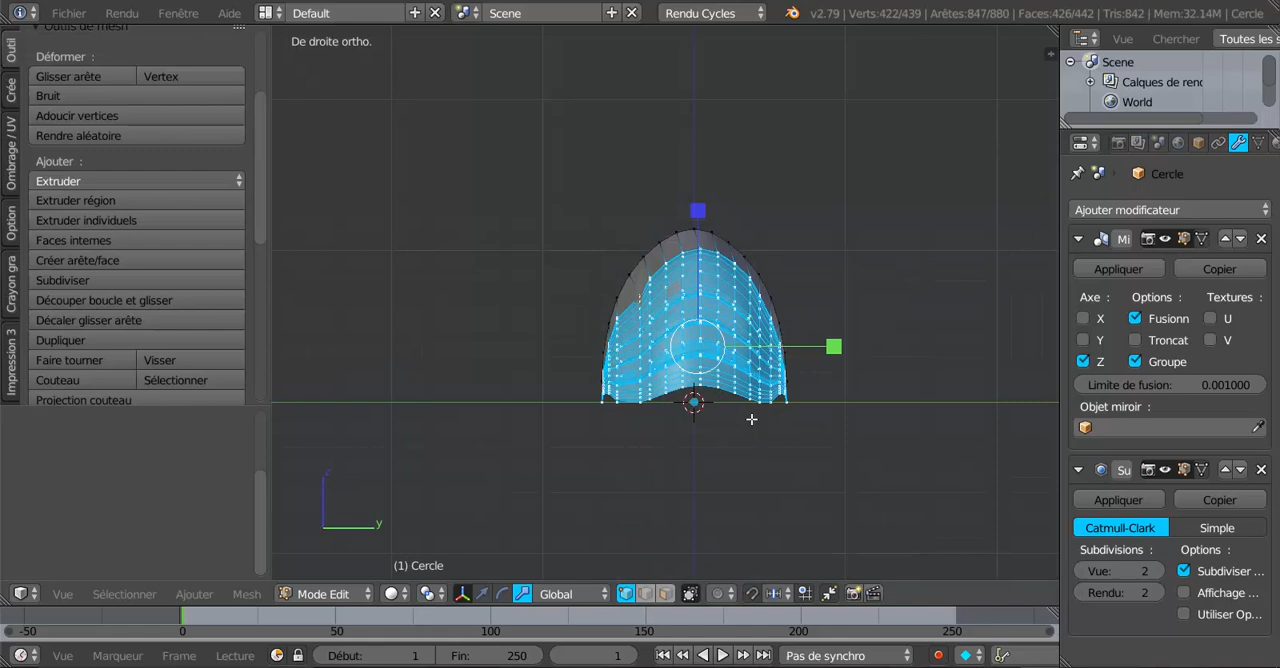 Fichier Rendu Fenêtre Aide Default Scene Rendu Cycles v2.79 | Verts:422/439 | Arêtes:847/880 | Faces:426/442 | Tris:842 | Mem:32.14M | Cercle
Outils de mesh
Déformer :
Glisser arête Vertex
Bruit
Adoucir vertices
Rendre aléatoire
Ajouter :
Extruder
Extruder région
Extruder individuels
Faces internes
Créer arête/face
Subdiviser
Découper boucle et glisser
Décaler glisser arête
Dupliquer
Faire tourner Visser
Couteau Sélectionner
Projection couteau
Outil
Crée
Ombrage / UV
Option
Crayon gra
Impression 3
De droite ortho.
z
y
(1) Cercle
Vue Sélectionner Ajouter Mesh Mode Edit Global
-50 0 50 100 150 200 250
Vue Marqueur Frame Lecture Début: 1 Fin: 250 1 Pas de synchro
Vue Chercher Toutes les s
Scene
Calques de rend
World
Cercle
Ajouter modificateur
Mi
Appliquer Copier
Axe : Options : Textures :
X Fusionn U
Y Troncat V
Z Groupe
Limite de fusion: 0.001000
Objet miroir :
Su
Appliquer Copier
Catmull-Clark Simple
Subdivisions : Options :
Vue: 2 Subdiviser ...
Rendu: 2 Affichage ...
Utiliser Op...